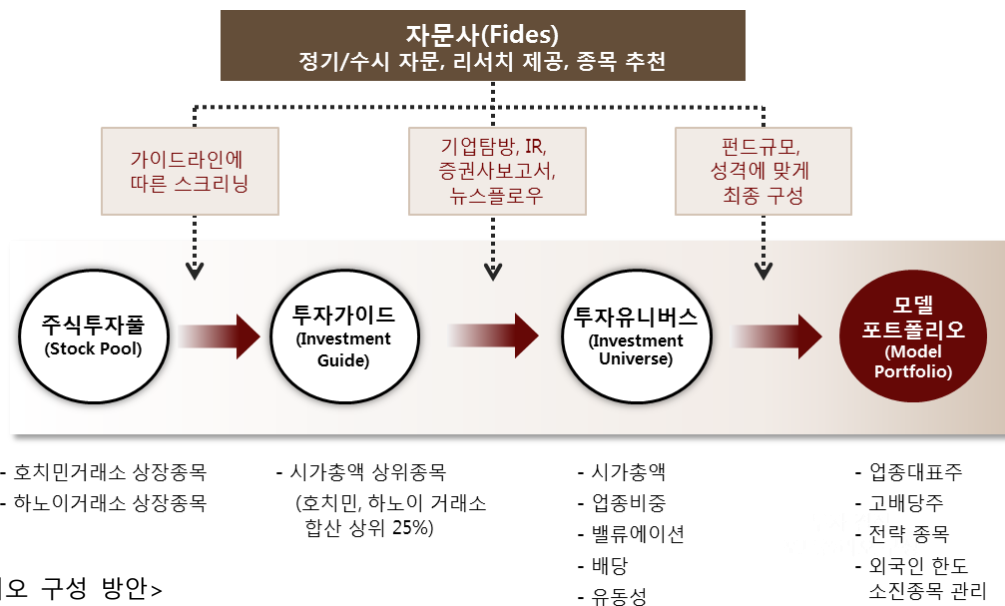 자문사(Fides)
정기/수시 자문, 리서치 제공, 종목 추천
가이드라인에
따른 스크리닝
기업탐방, IR,
증권사보고서,
뉴스플로우
펀드규모,
성격에 맞게
최종 구성
주식투자풀
(Stock Pool)
투자가이드
(Investment
Guide)
투자유니버스
(Investment
Universe)
모델
포트폴리오
(Model
Portfolio)
- 호치민거래소 상장종목
- 하노이거래소 상장종목
- 시가총액 상위종목
(호치민, 하노이 거래소
합산 상위 25%)
- 시가총액
- 업종비중
- 밸류에이션
- 배당
- 유동성
- 업종대표주
- 고배당주
- 전략 종목
- 외국인 한도
소진종목 관리
구성 방안>